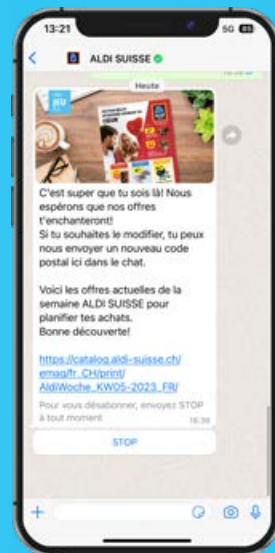 13:21
5G
ALDI SUISSE
Heute
C'est super que tu sois là! Nous
espérons que nos offres
t'enchanteront!
Si tu souhaites le modifier, tu peux
nous envoyer un nouveau code
postal ici dans le chat.
Voici les offres actuelles de la
semaine ALDI SUISSE pour
planifier tes achats.
Bonne découverte!
https://catalog.aldi-suisse.ch/
emag/fr_CH/print/
AldiWoche_KW05-2023_FR/
Pour vous désabonner, envoyez STOP
à tout moment
16:39
STOP